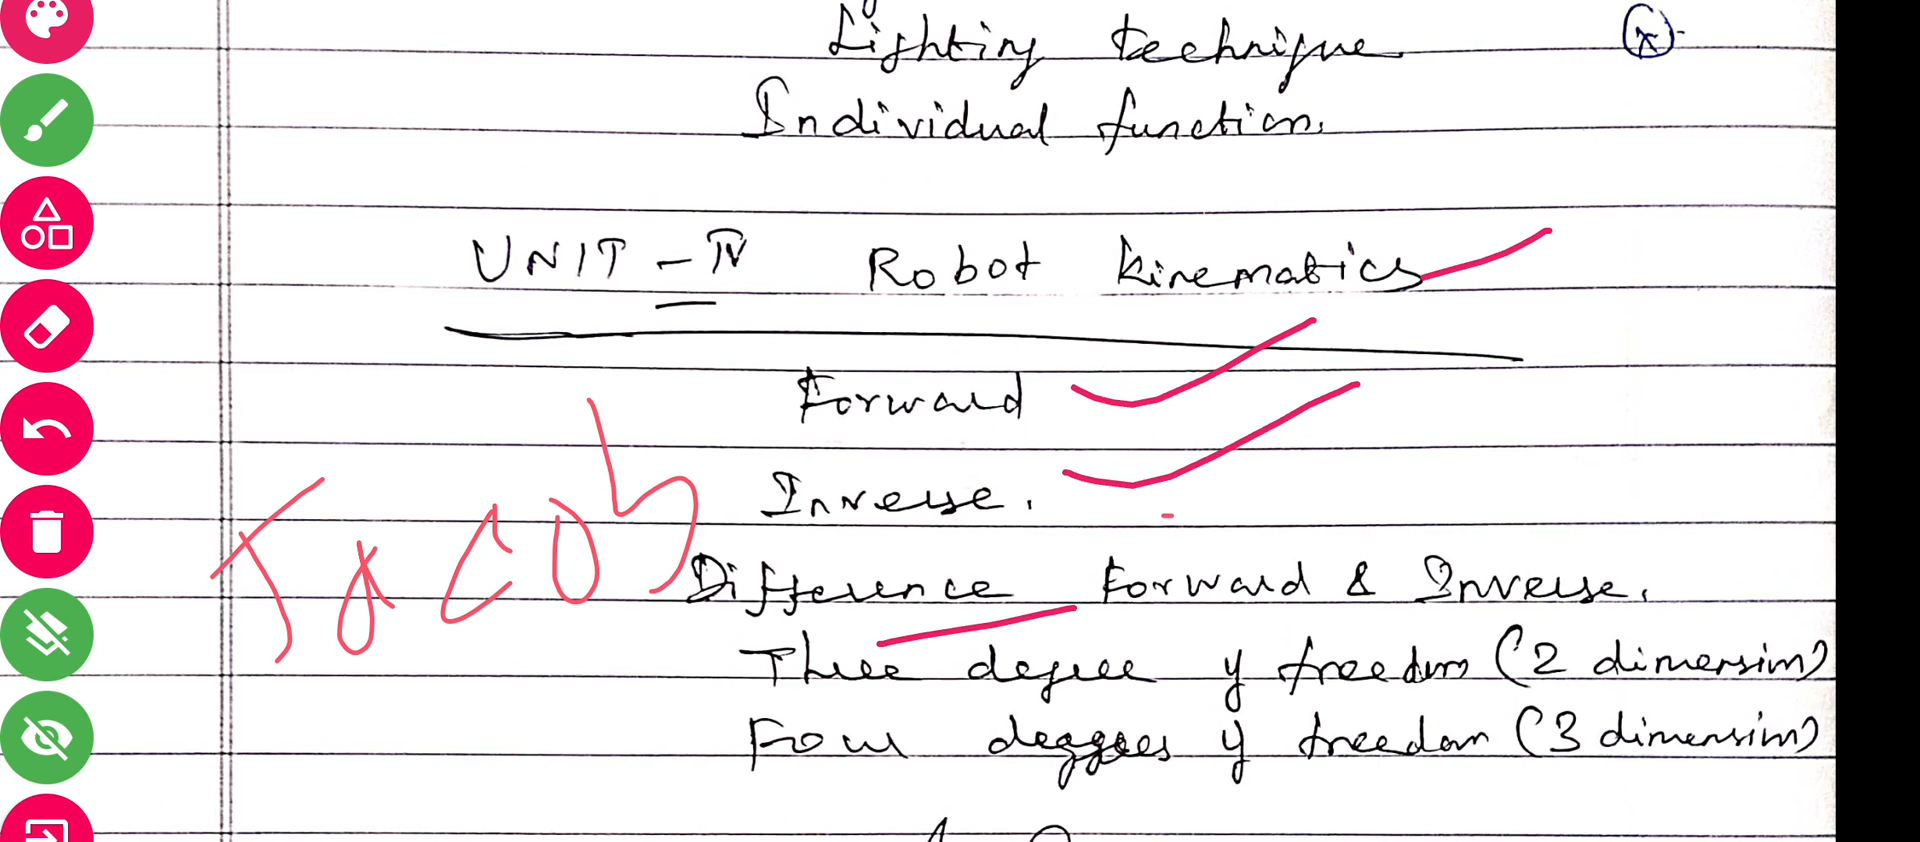 Lighting technique
Individual function.
UNIT - IV Robot kinematics
Forward
Inverse.
Jacob
Difference Forward & Inverse.
Three degree of freedom (2 dimension)
Four deggees of freedom (3 dimension)